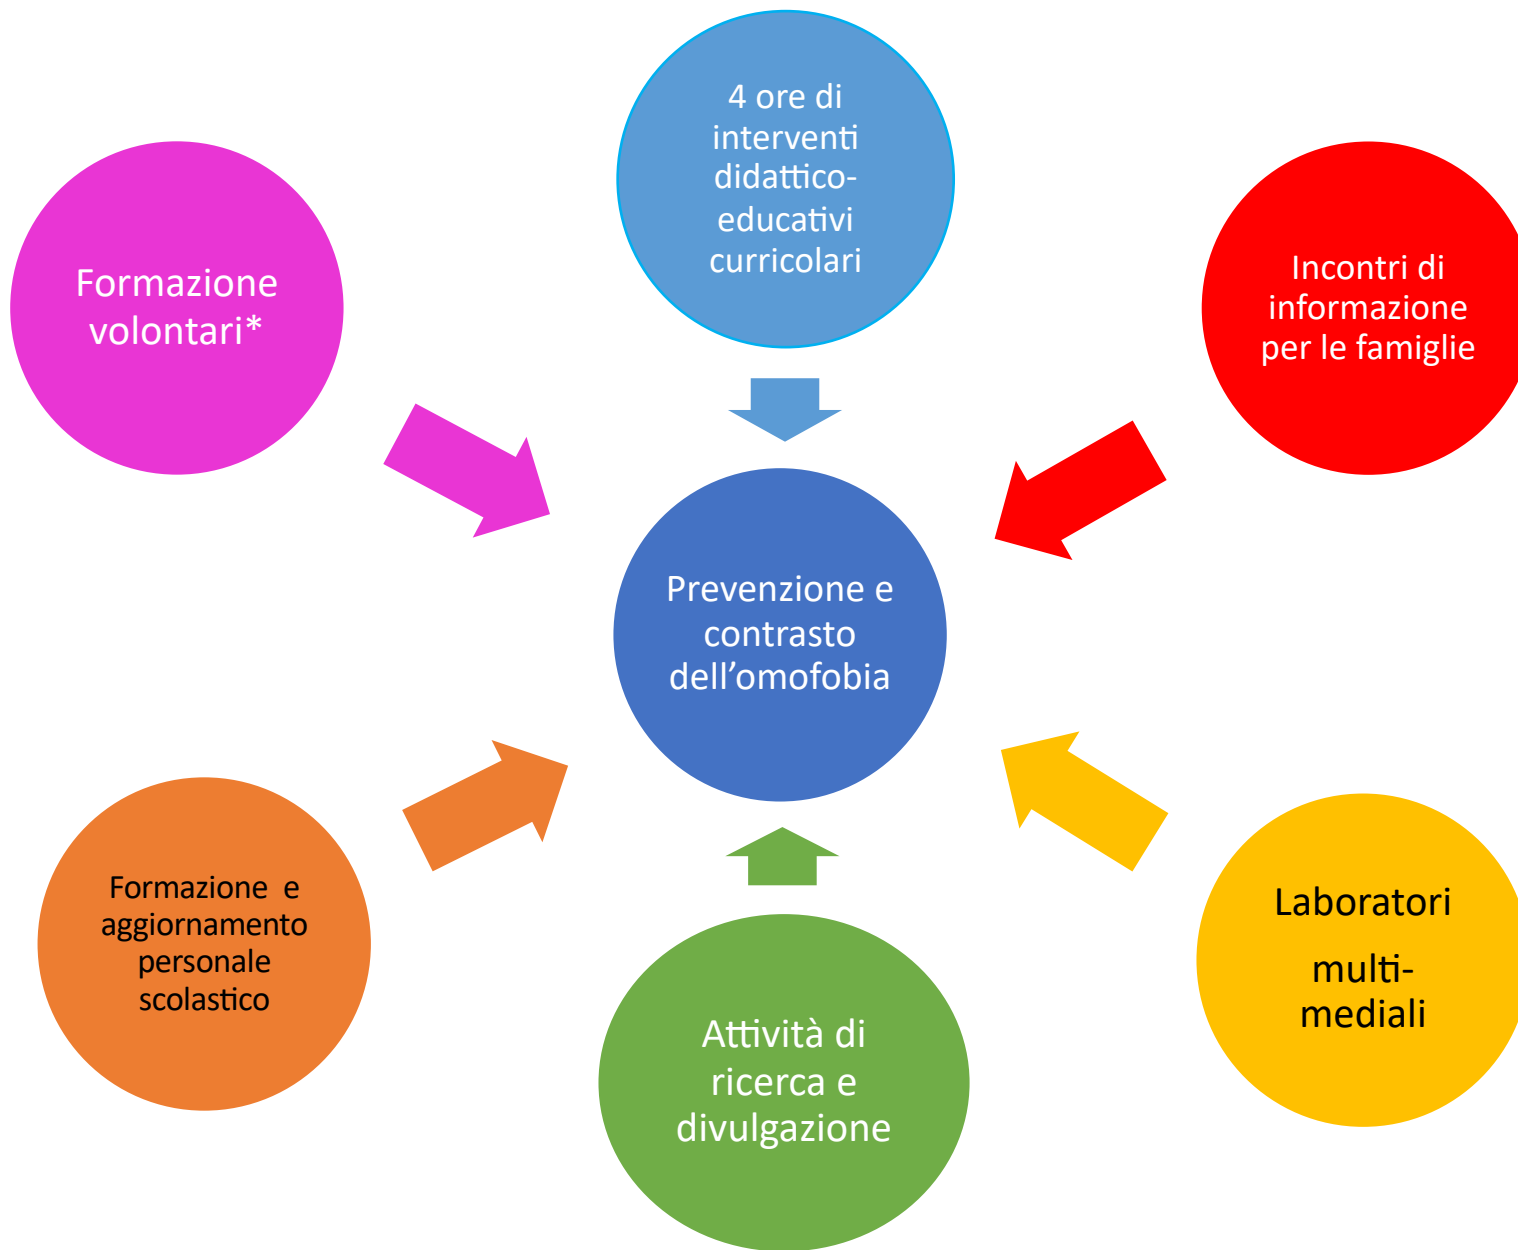 4 ore di
interventi
didattico-
educativi
curricolari
Formazione
volontari*
Incontri di
informazione
per le famiglie
Prevenzione e
contrasto
dell’omofobia
Formazione e
aggiornamento
personale
scolastico
Laboratori
multi-
mediali
Attività di
ricerca e
divulgazione